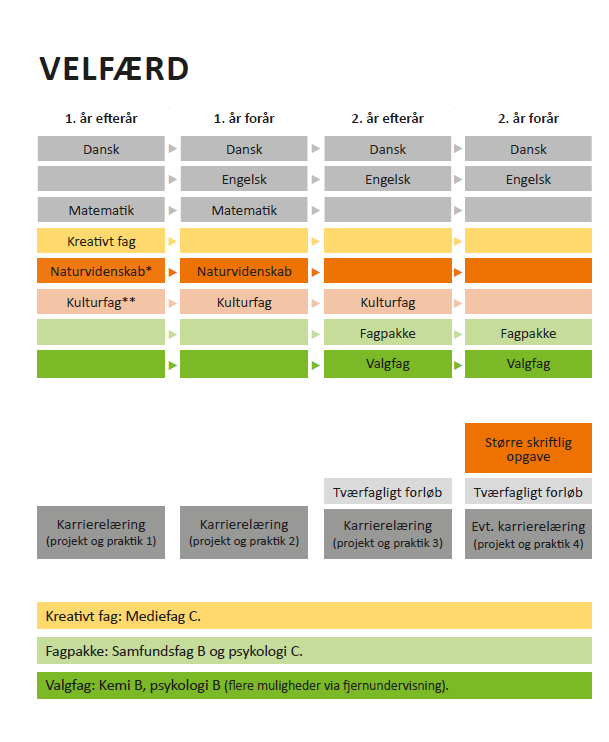 VELFÆRD
1. år efterår 1. år forår 2. år efterår 2. år forår
Dansk Dansk Dansk Dansk
Engelsk Engelsk Engelsk
Matematik Matematik
Kreativt fag
Naturvidenskab* Naturvidenskab
Kulturfag** Kulturfag Kulturfag
Fagpakke Fagpakke
Valgfag Valgfag
Større skriftlig
opgave
Tværfagligt forløb Tværfagligt forløb
Karrierelæring Karrierelæring Karrierelæring Evt. karrierelæring
(projekt og praktik 1) (projekt og praktik 2) (projekt og praktik 3) (projekt og praktik 4)
Kreativt fag: Mediefag C.
Fagpakke: Samfundsfag B og psykologi C.
Valgfag: Kemi B, psykologi B (flere muligheder via fjernundervisning).